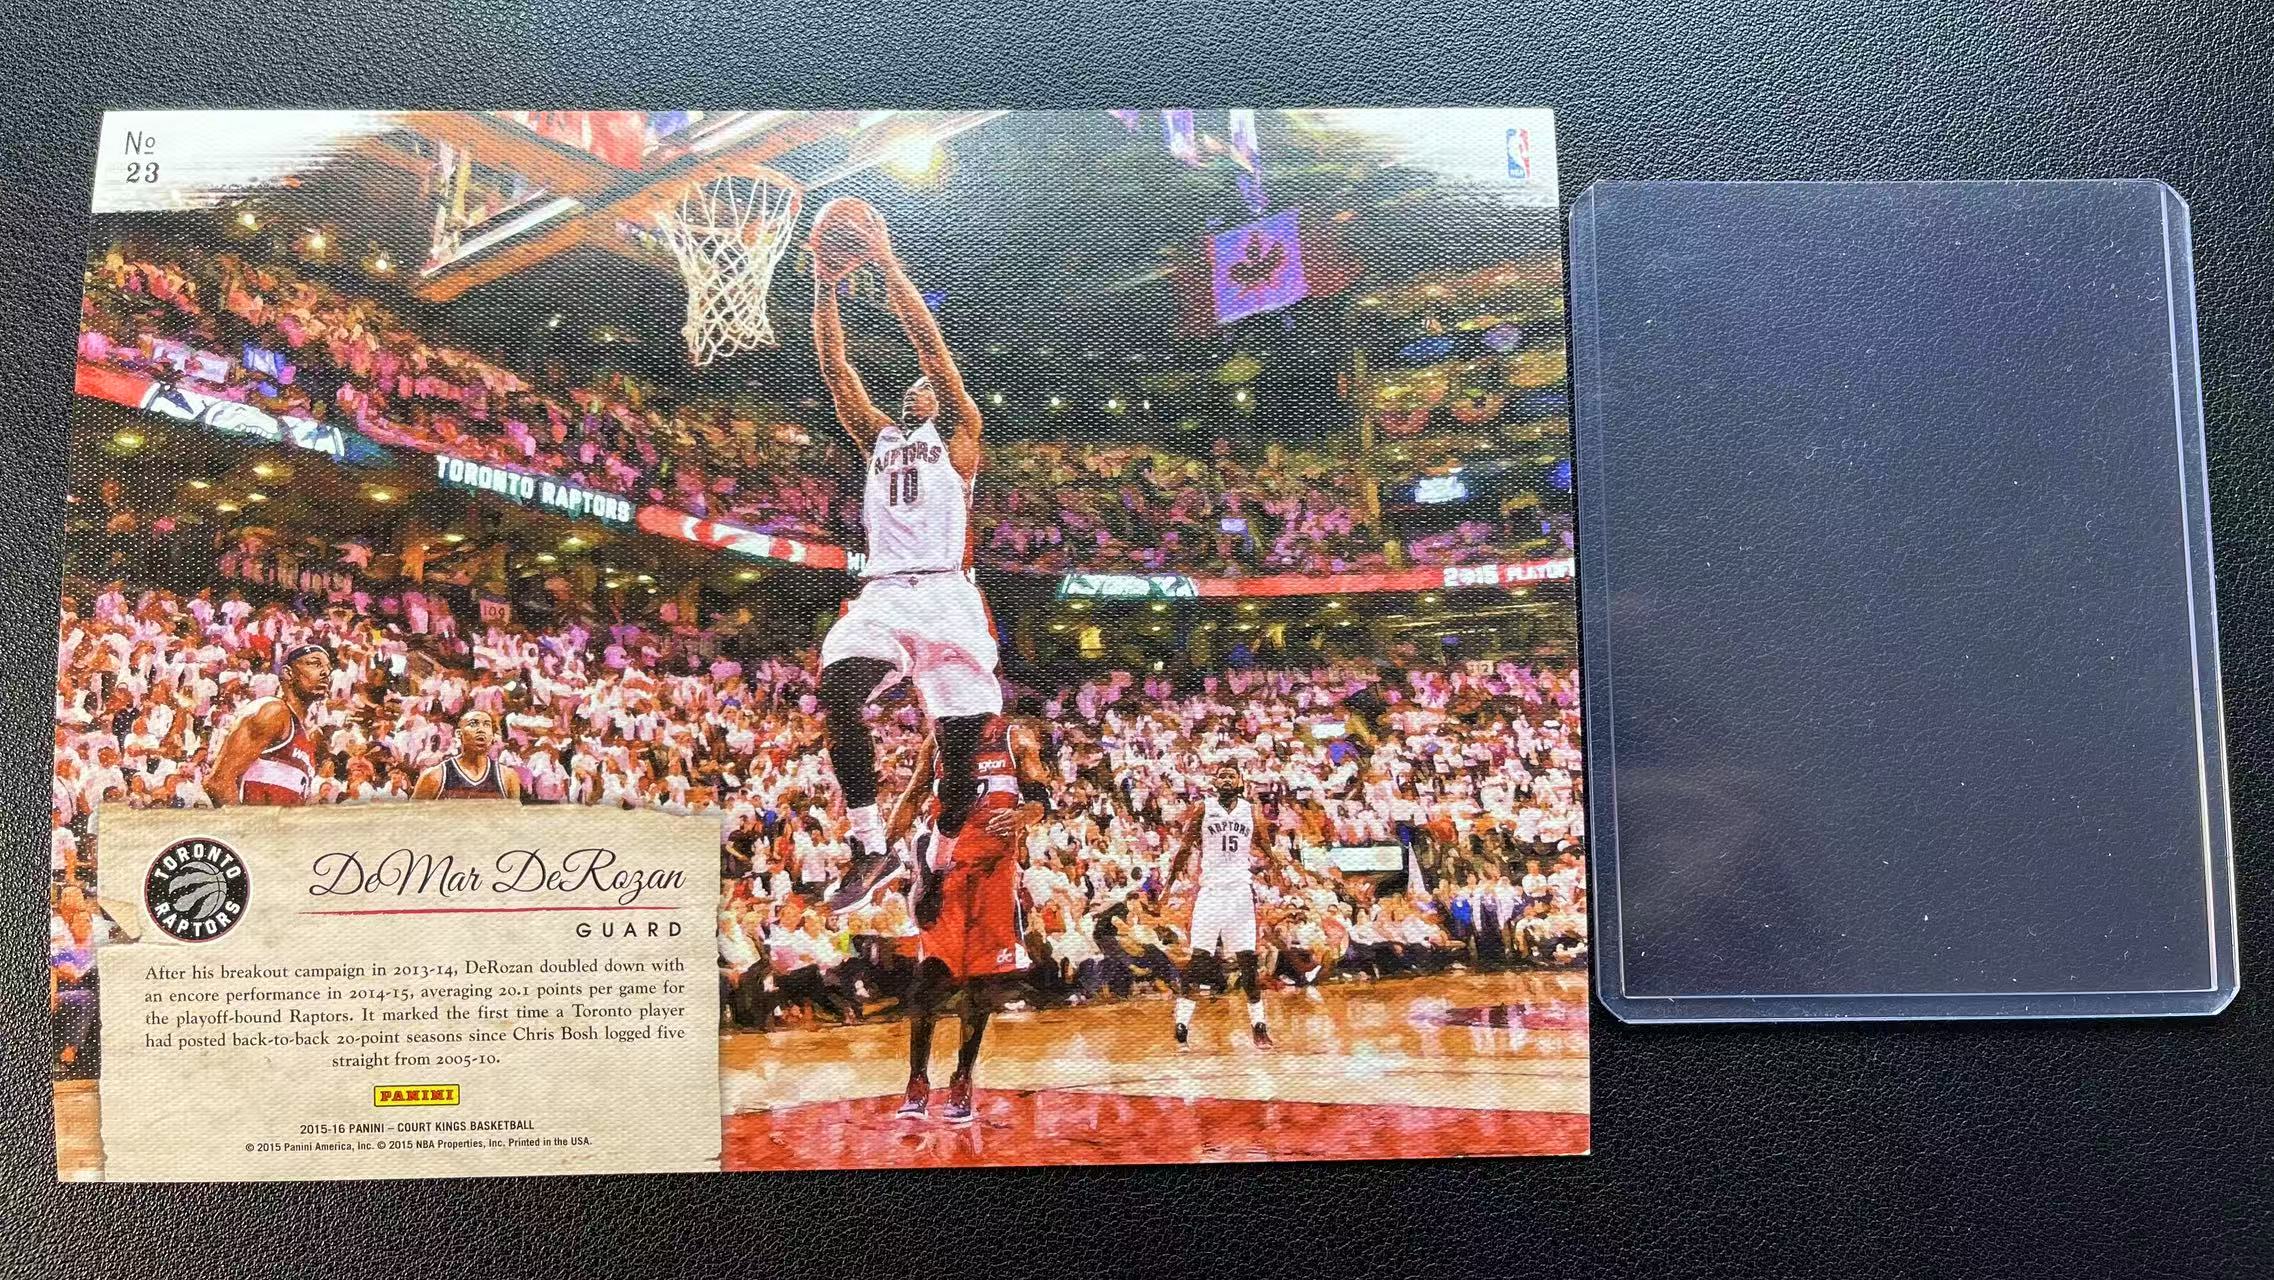 No
23
TORONTO RAPTORS
2015 PLAYOFF
RAPTORS
10
109
RAPTORS
15
TORONTO
RAPTORS
DeMar DeRozan
GUARD
After his breakout campaign in 2013-14, DeRozan doubled down with
an encore performance in 2014-15, averaging 20.1 points per game for
the playoff-bound Raptors. It marked the first time a Toronto player
had posted back-to-back 20-point seasons since Chris Bosh logged five
straight from 2005-10.
PANINI
2015-16 PANINI – COURT KINGS BASKETBALL
© 2015 Panini America, Inc. © 2015 NBA Properties, Inc. Printed in the USA.